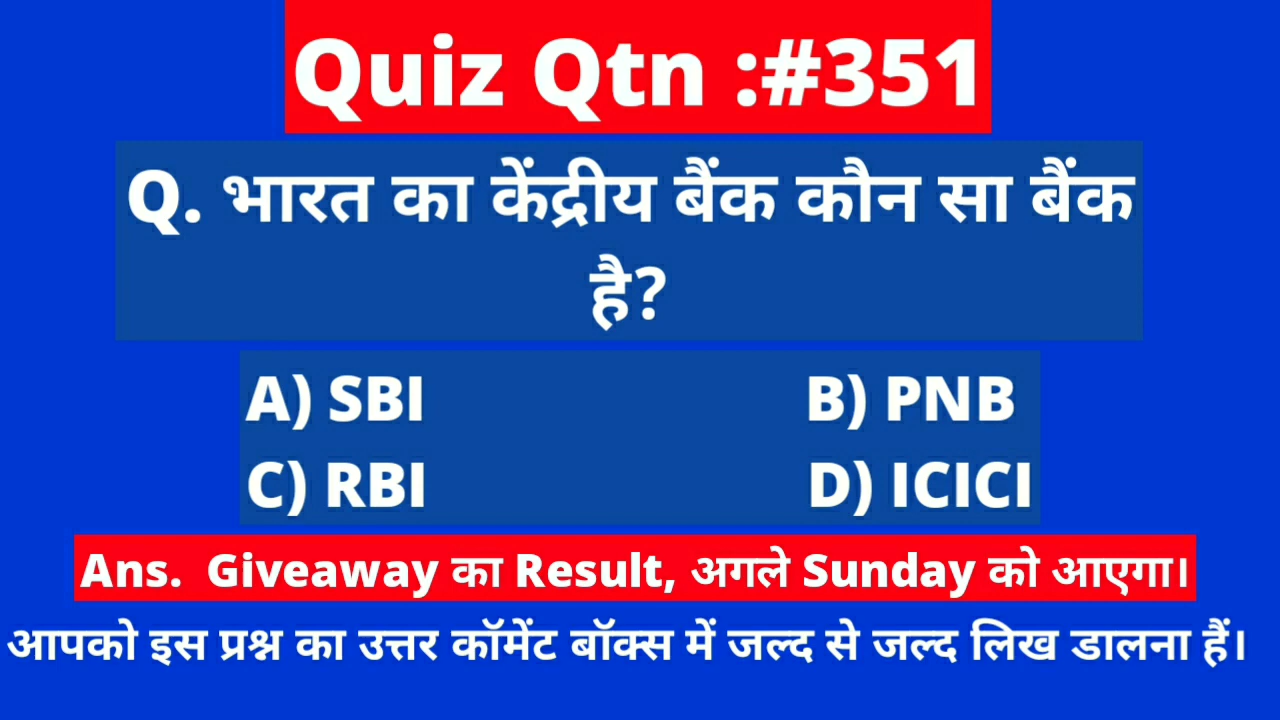 Quiz Qtn :#351
Q. भारत का केंद्रीय बैंक कौन सा बैंक
है?
A) SBI B) PNB
C) RBI D) ICICI
Ans. Giveaway का Result, अगले Sunday को आएगा।
आपको इस प्रश्न का उत्तर कॉमेंट बॉक्स में जल्द से जल्द लिख डालना हैं।